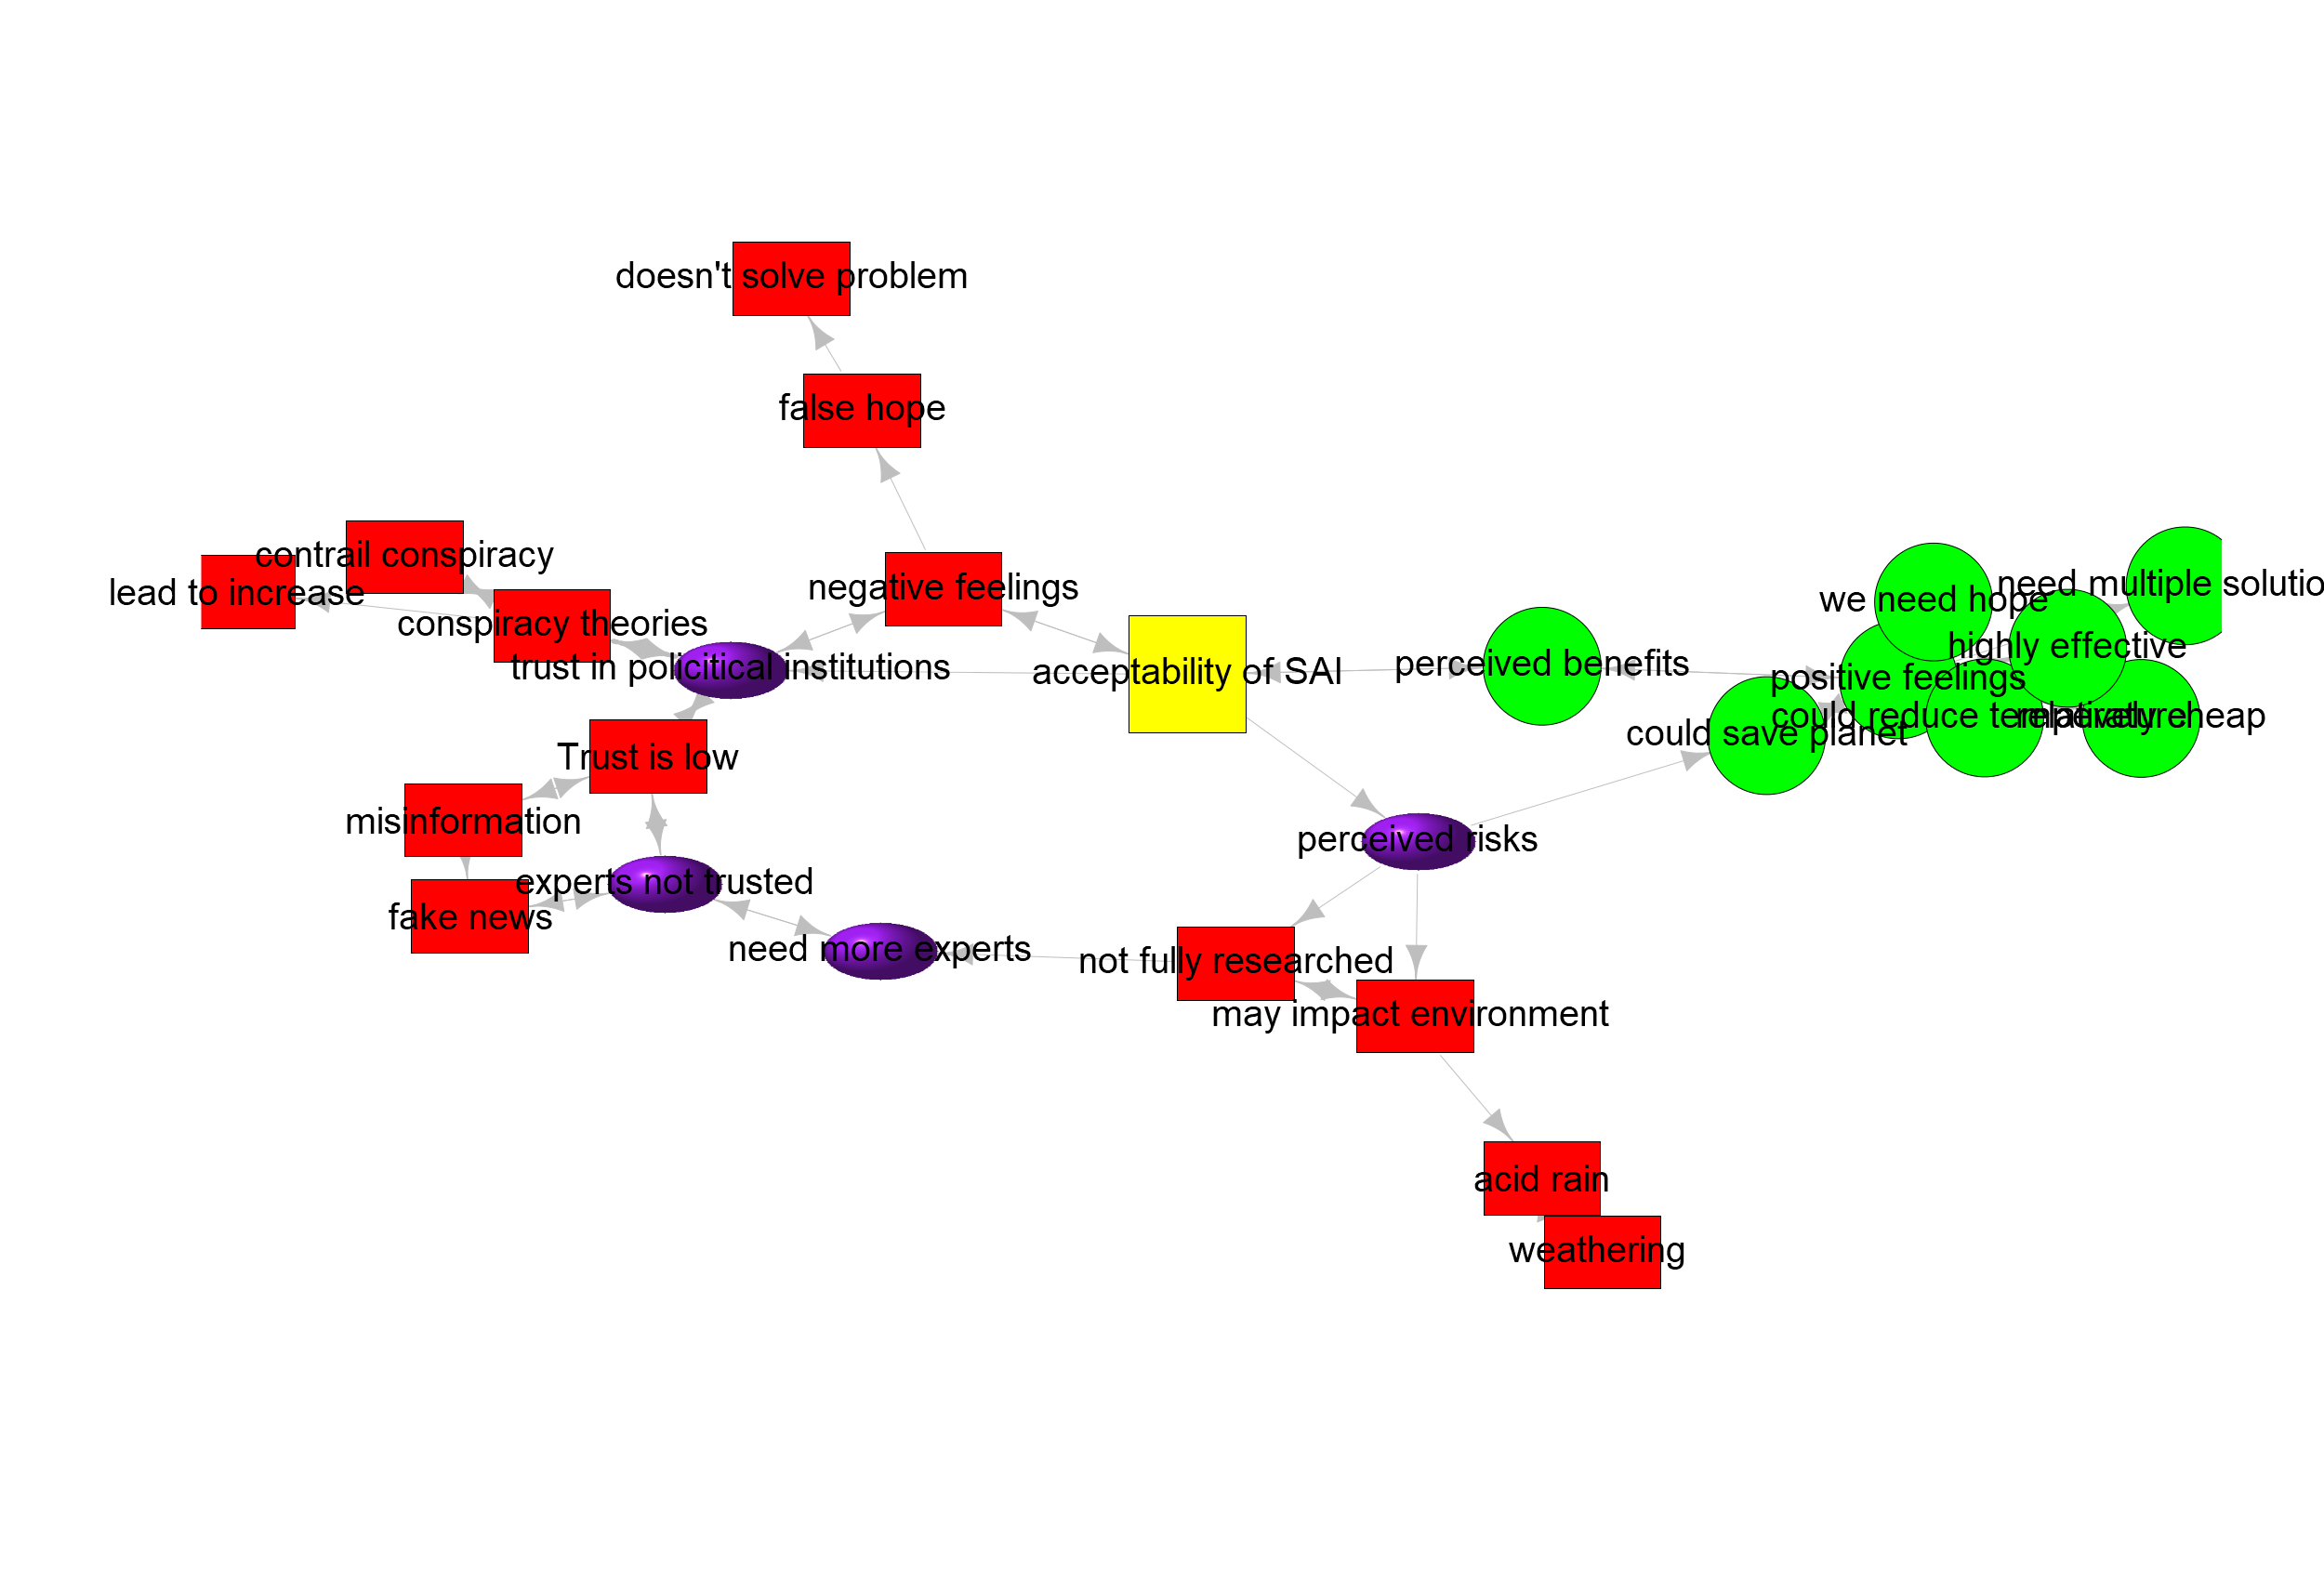 doesn't solve problem
false hope
contrail conspiracy
lead to increase
negative feelings
conspiracy theories
trust in policitical institutions
acceptability of SAI
perceived benefits
we need hope
need multiple solutio
highly effective
positive feelings
could reduce temperature
relatively cheap
could save planet
Trust is low
misinformation
perceived risks
experts not trusted
fake news
need more experts
not fully researched
may impact environment
acid rain
weathering